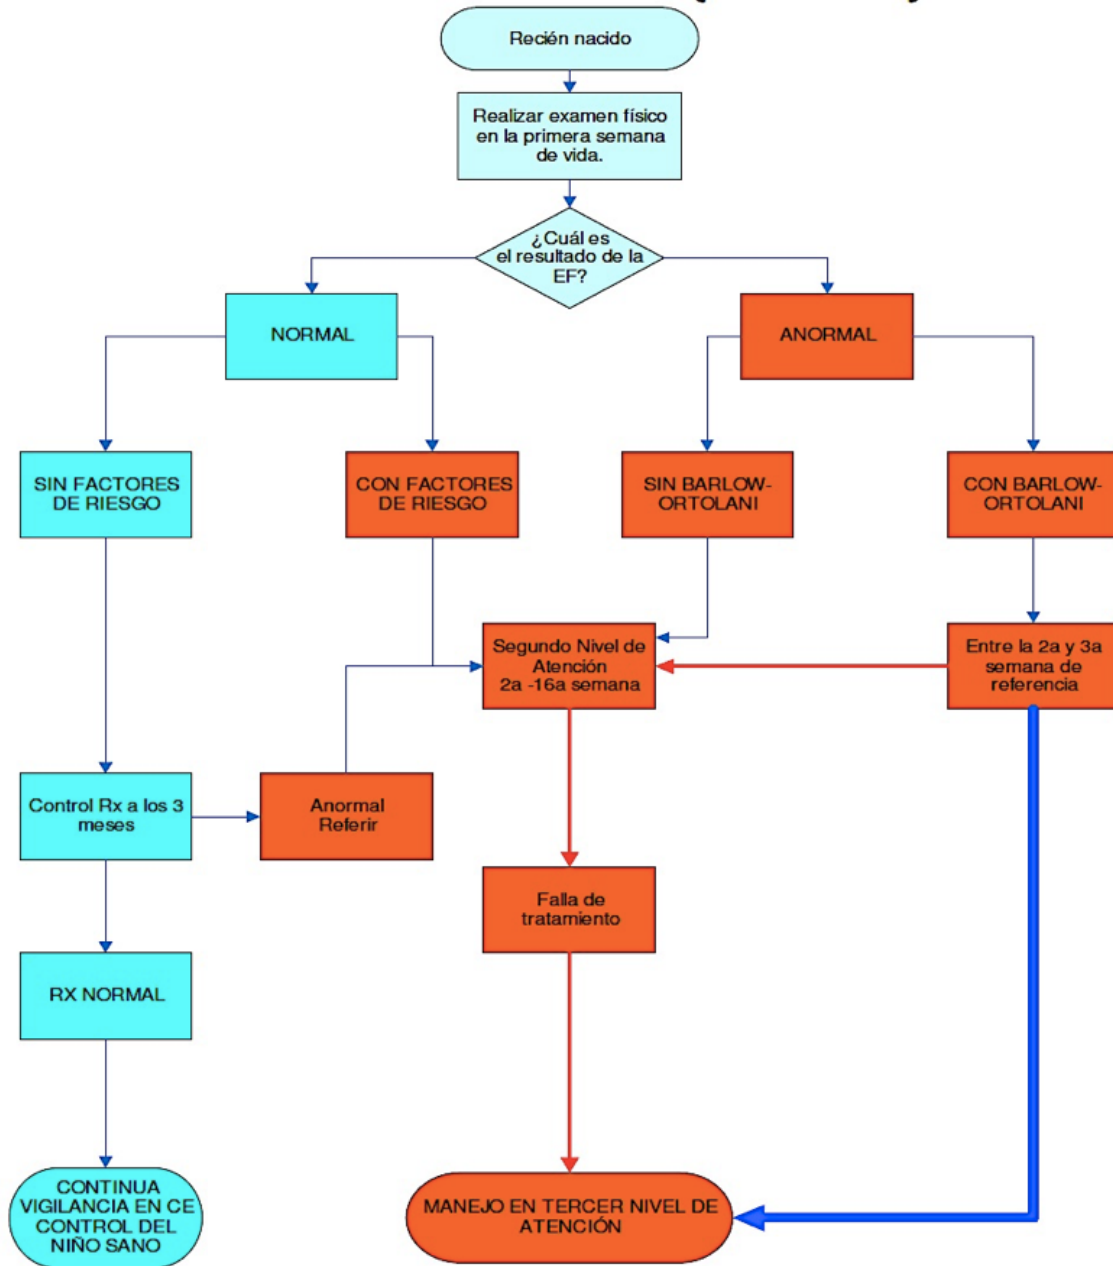 Recién nacido
Realizar examen físico
en la primera semana
de vida.
¿Cuál es
el resultado de la
EF?
NORMAL
ANORMAL
SIN FACTORES
DE RIESGO
CON FACTORES
DE RIESGO
SIN BARLOW-
ORTOLANI
CON BARLOW-
ORTOLANI
Segundo Nivel de
Atención
2a -16a semana
Entre la 2a y 3a
semana de
referencia
Control Rx a los 3
meses
Anormal
Referir
Falla de
tratamiento
RX NORMAL
CONTINUA
VIGILANCIA EN CE
CONTROL DEL
NIÑO SANO
MANEJO EN TERCER NIVEL DE
ATENCIÓN